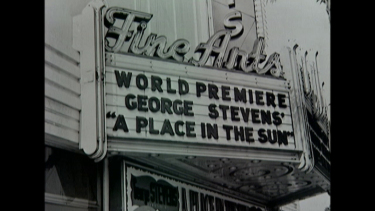 Fine Arts
WORLD PREMIERE
GEORGE STEVENS'
"A PLACE IN THE SUN"